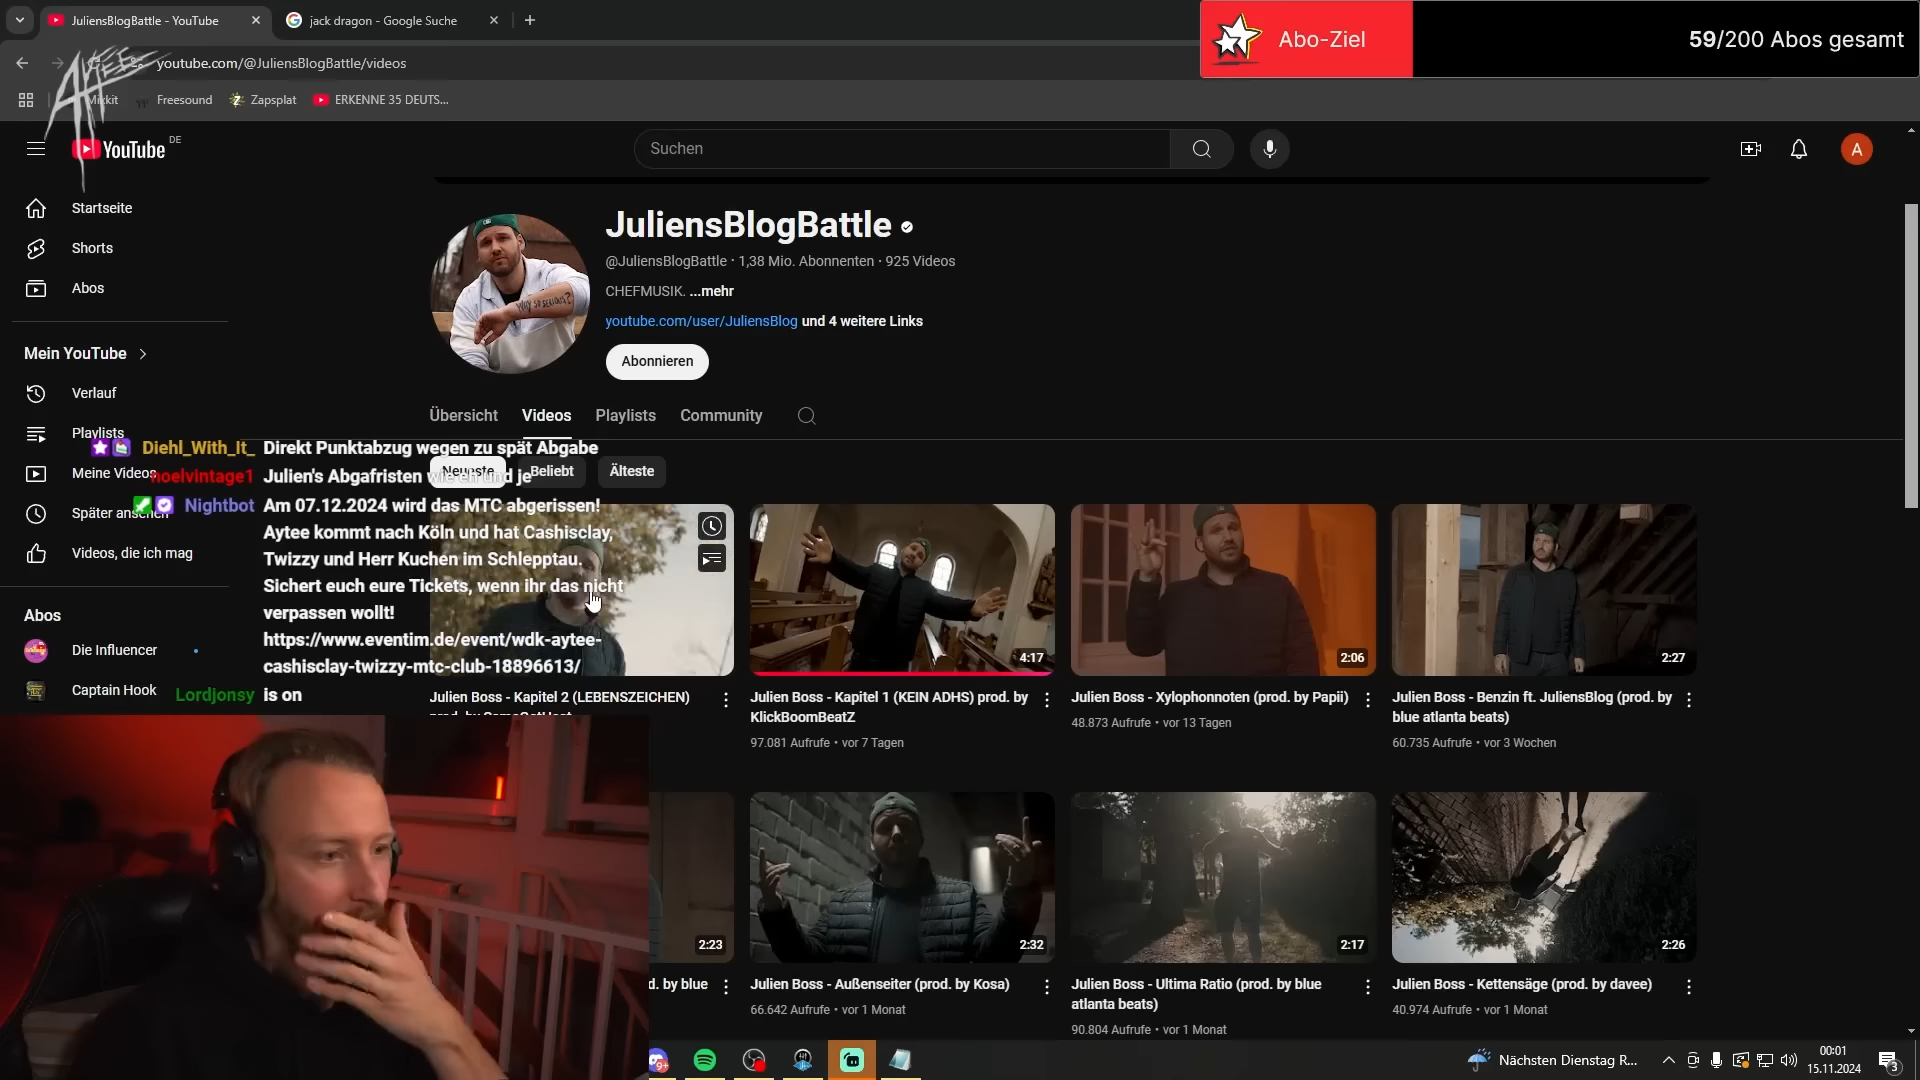 JuliensBlogBattle - YouTube
jack dragon - Google Suche
Abo-Ziel
59/200 Abos gesamt
youtube.com/@JuliensBlogBattle/videos
Freesound
Zapsplat
ERKENNE 35 DEUTS...
YouTube
DE
Suchen
A
Startseite
Shorts
Abos
Mein YouTube
Verlauf
Playlists
Meine Videos
Videos, die ich mag
Abos
Die Influencer
Captain Hook
JuliensBlogBattle
@JuliensBlogBattle • 1,38 Mio. Abonnenten • 925 Videos
CHEFMUSIK. ...mehr
youtube.com/user/JuliensBlog und 4 weitere Links
Abonnieren
WHY SO SERIOUS?
Übersicht
Videos
Playlists
Community
Neueste
Beliebt
Älteste
Diehl_With_It_ Direkt Punktabzug wegen zu spät Abgabe
noelvintage1 Julien's Abgafristen wie eh und je
Nightbot Am 07.12.2024 wird das MTC abgerissen!
Aytee kommt nach Köln und hat Cashisclay,
Twizzy und Herr Kuchen im Schlepptau.
Sichert euch eure Tickets, wenn ihr das nicht
verpassen wollt!
https://www.eventim.de/event/wdk-aytee-
cashisclay-twizzy-mtc-club-18896613/
Lordjonsy is on
4:17
2:06
2:27
Julien Boss - Kapitel 2 (LEBENSZEICHEN)
Julien Boss - Kapitel 1 (KEIN ADHS) prod. by
KlickBoomBeatZ
97.081 Aufrufe • vor 7 Tagen
Julien Boss - Xylophonnoten (prod. by Papii)
48.873 Aufrufe • vor 13 Tagen
Julien Boss - Benzin ft. JuliensBlog (prod. by
blue atlanta beats)
60.735 Aufrufe • vor 3 Wochen
2:23
2:32
2:17
2:26
d. by blue
Julien Boss - Außenseiter (prod. by Kosa)
66.642 Aufrufe • vor 1 Monat
Julien Boss - Ultima Ratio (prod. by blue
atlanta beats)
90.804 Aufrufe • vor 1 Monat
Julien Boss - Kettensäge (prod. by davee)
40.974 Aufrufe • vor 1 Monat
Nächsten Dienstag R...
00:01
15.11.2024
3